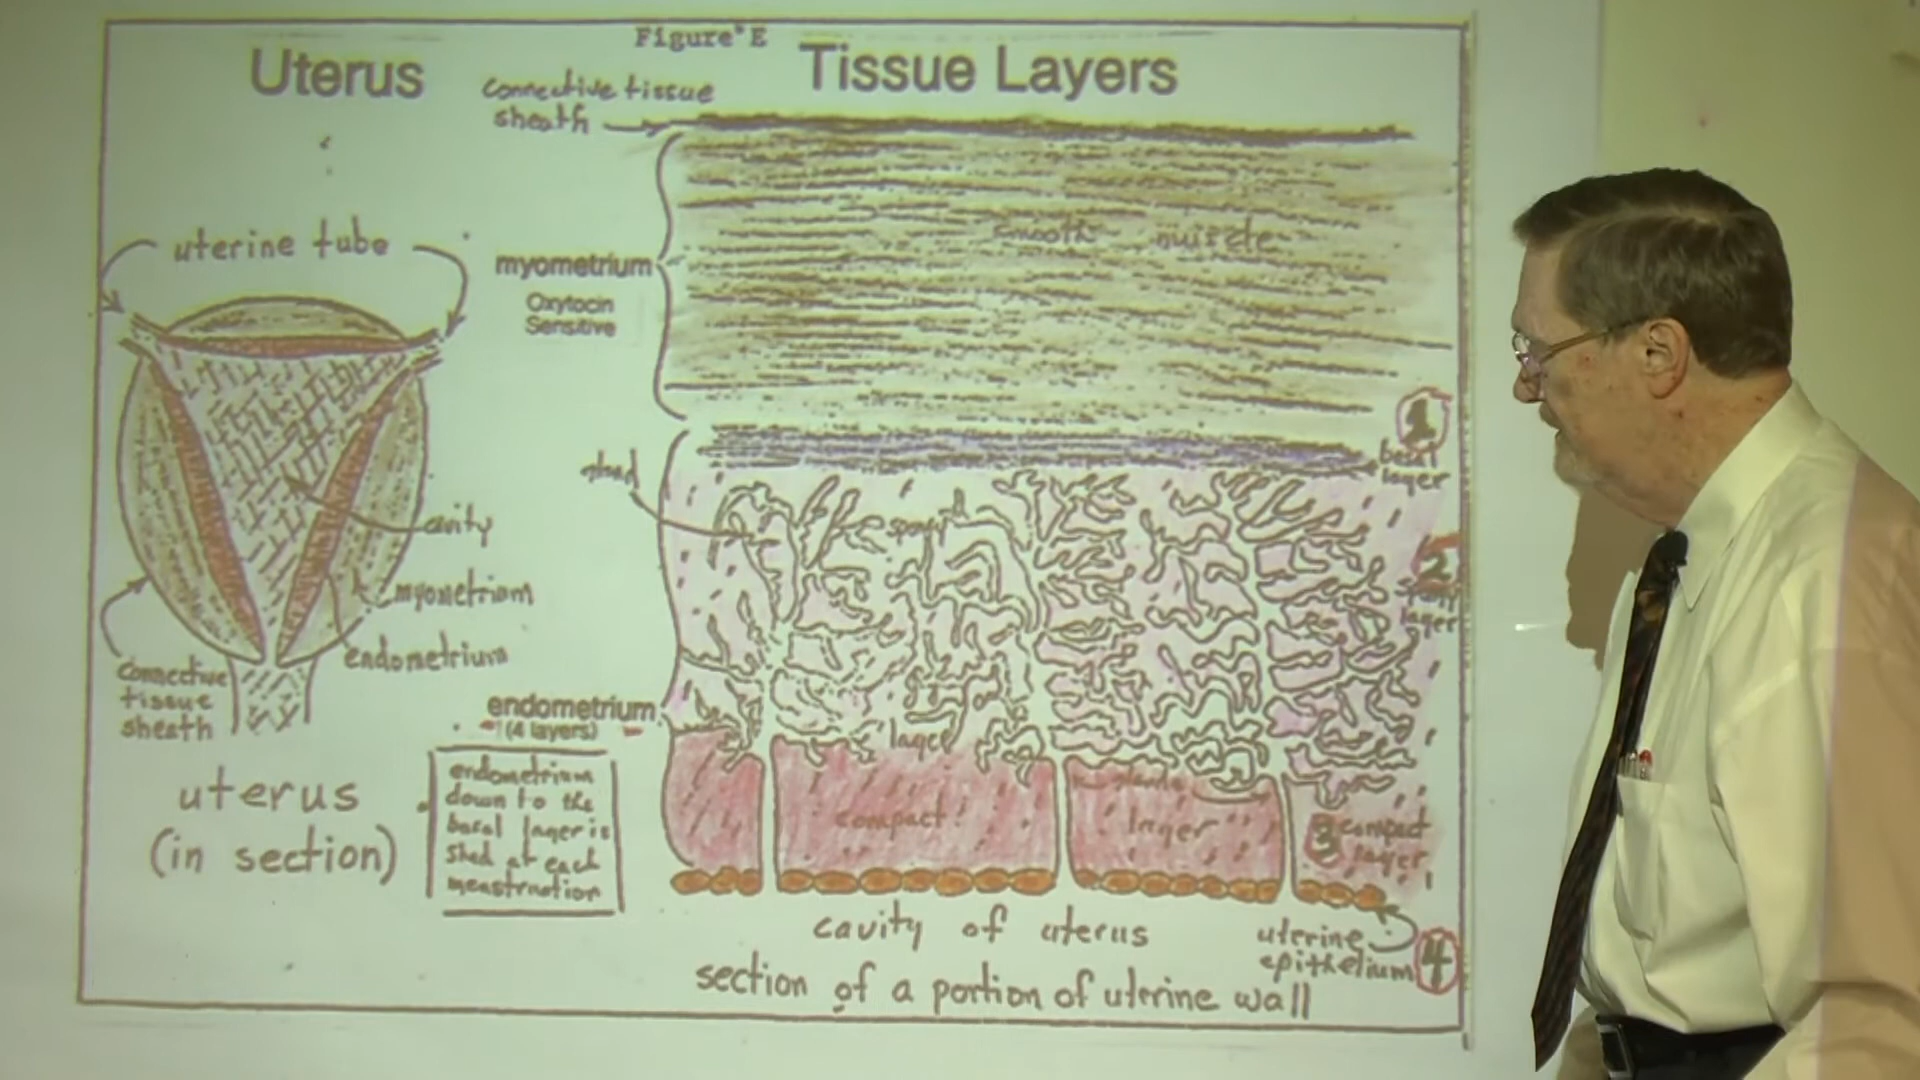 Figure E
Uterus
Tissue Layers
connective tissue
sheath
uterine tube
myometrium
Oxytocin
Sensitive
smooth muscle
1
basal
layer
gland
spongy
2
layer
cavity
myometrium
endometrium
connective
tissue
sheath
endometrium
(4 layers)
layer
endometrium
down to the
basal layer is
shed at each
menstruation
compact
layer
3 compact
layer
uterus
(in section)
cavity of uterus
uterine
epithelium
4
section of a portion of uterine wall